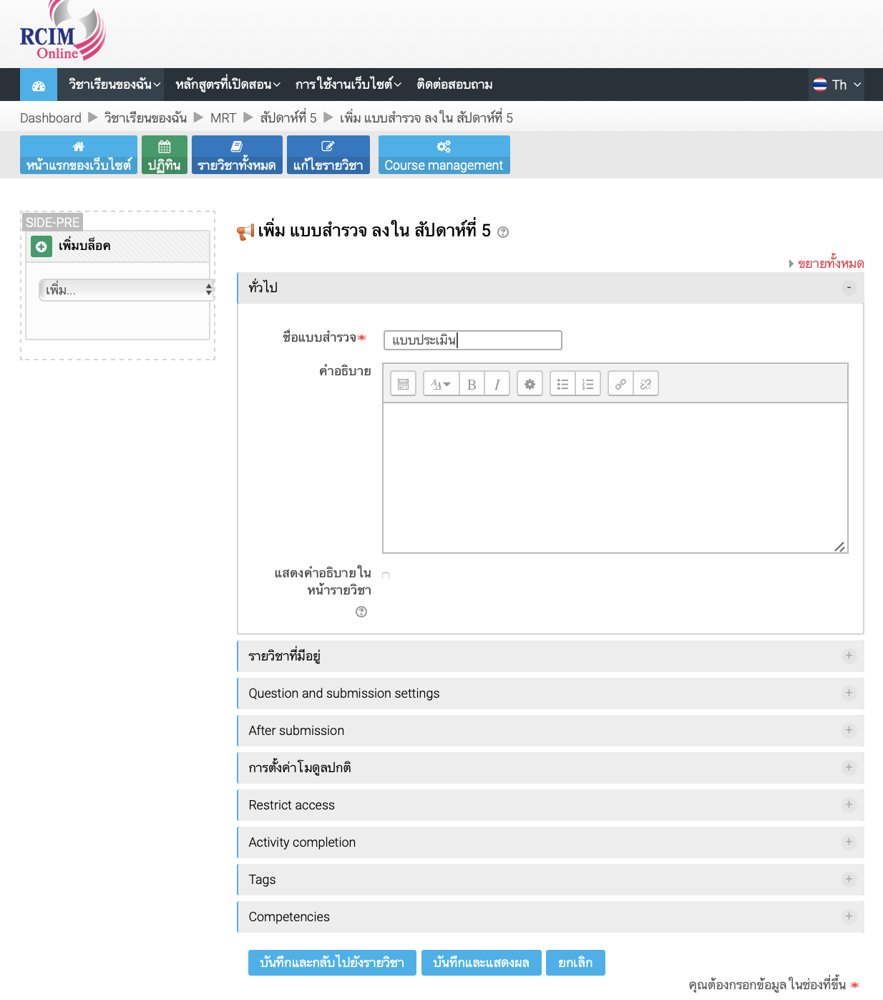 RCIM
Online
วิชาเรียนของฉัน หลักสูตรที่เปิดสอน การใช้งานเว็บไซต์ ติดต่อสอบถาม Th
Dashboard วิชาเรียนของฉัน MRT สัปดาห์ที่ 5 เพิ่ม แบบสำรวจ ลงใน สัปดาห์ที่ 5
หน้าแรกของเว็บไซต์ ปฏิทิน รายวิชาทั้งหมด แก้ไขรายวิชา Course management
SIDE-PRE
เพิ่มบล็อค
เพิ่ม...
เพิ่ม แบบสำรวจ ลงใน สัปดาห์ที่ 5
ขยายทั้งหมด
ทั่วไป
ชื่อแบบสำรวจ แบบประเมิน
คำอธิบาย
B I
แสดงคำอธิบายใน
หน้ารายวิชา
รายวิชาที่มีอยู่
Question and submission settings
After submission
การตั้งค่าโมดูลปกติ
Restrict access
Activity completion
Tags
Competencies
บันทึกและกลับไปยังรายวิชา บันทึกและแสดงผล ยกเลิก
คุณต้องกรอกข้อมูลในช่องที่ขึ้น